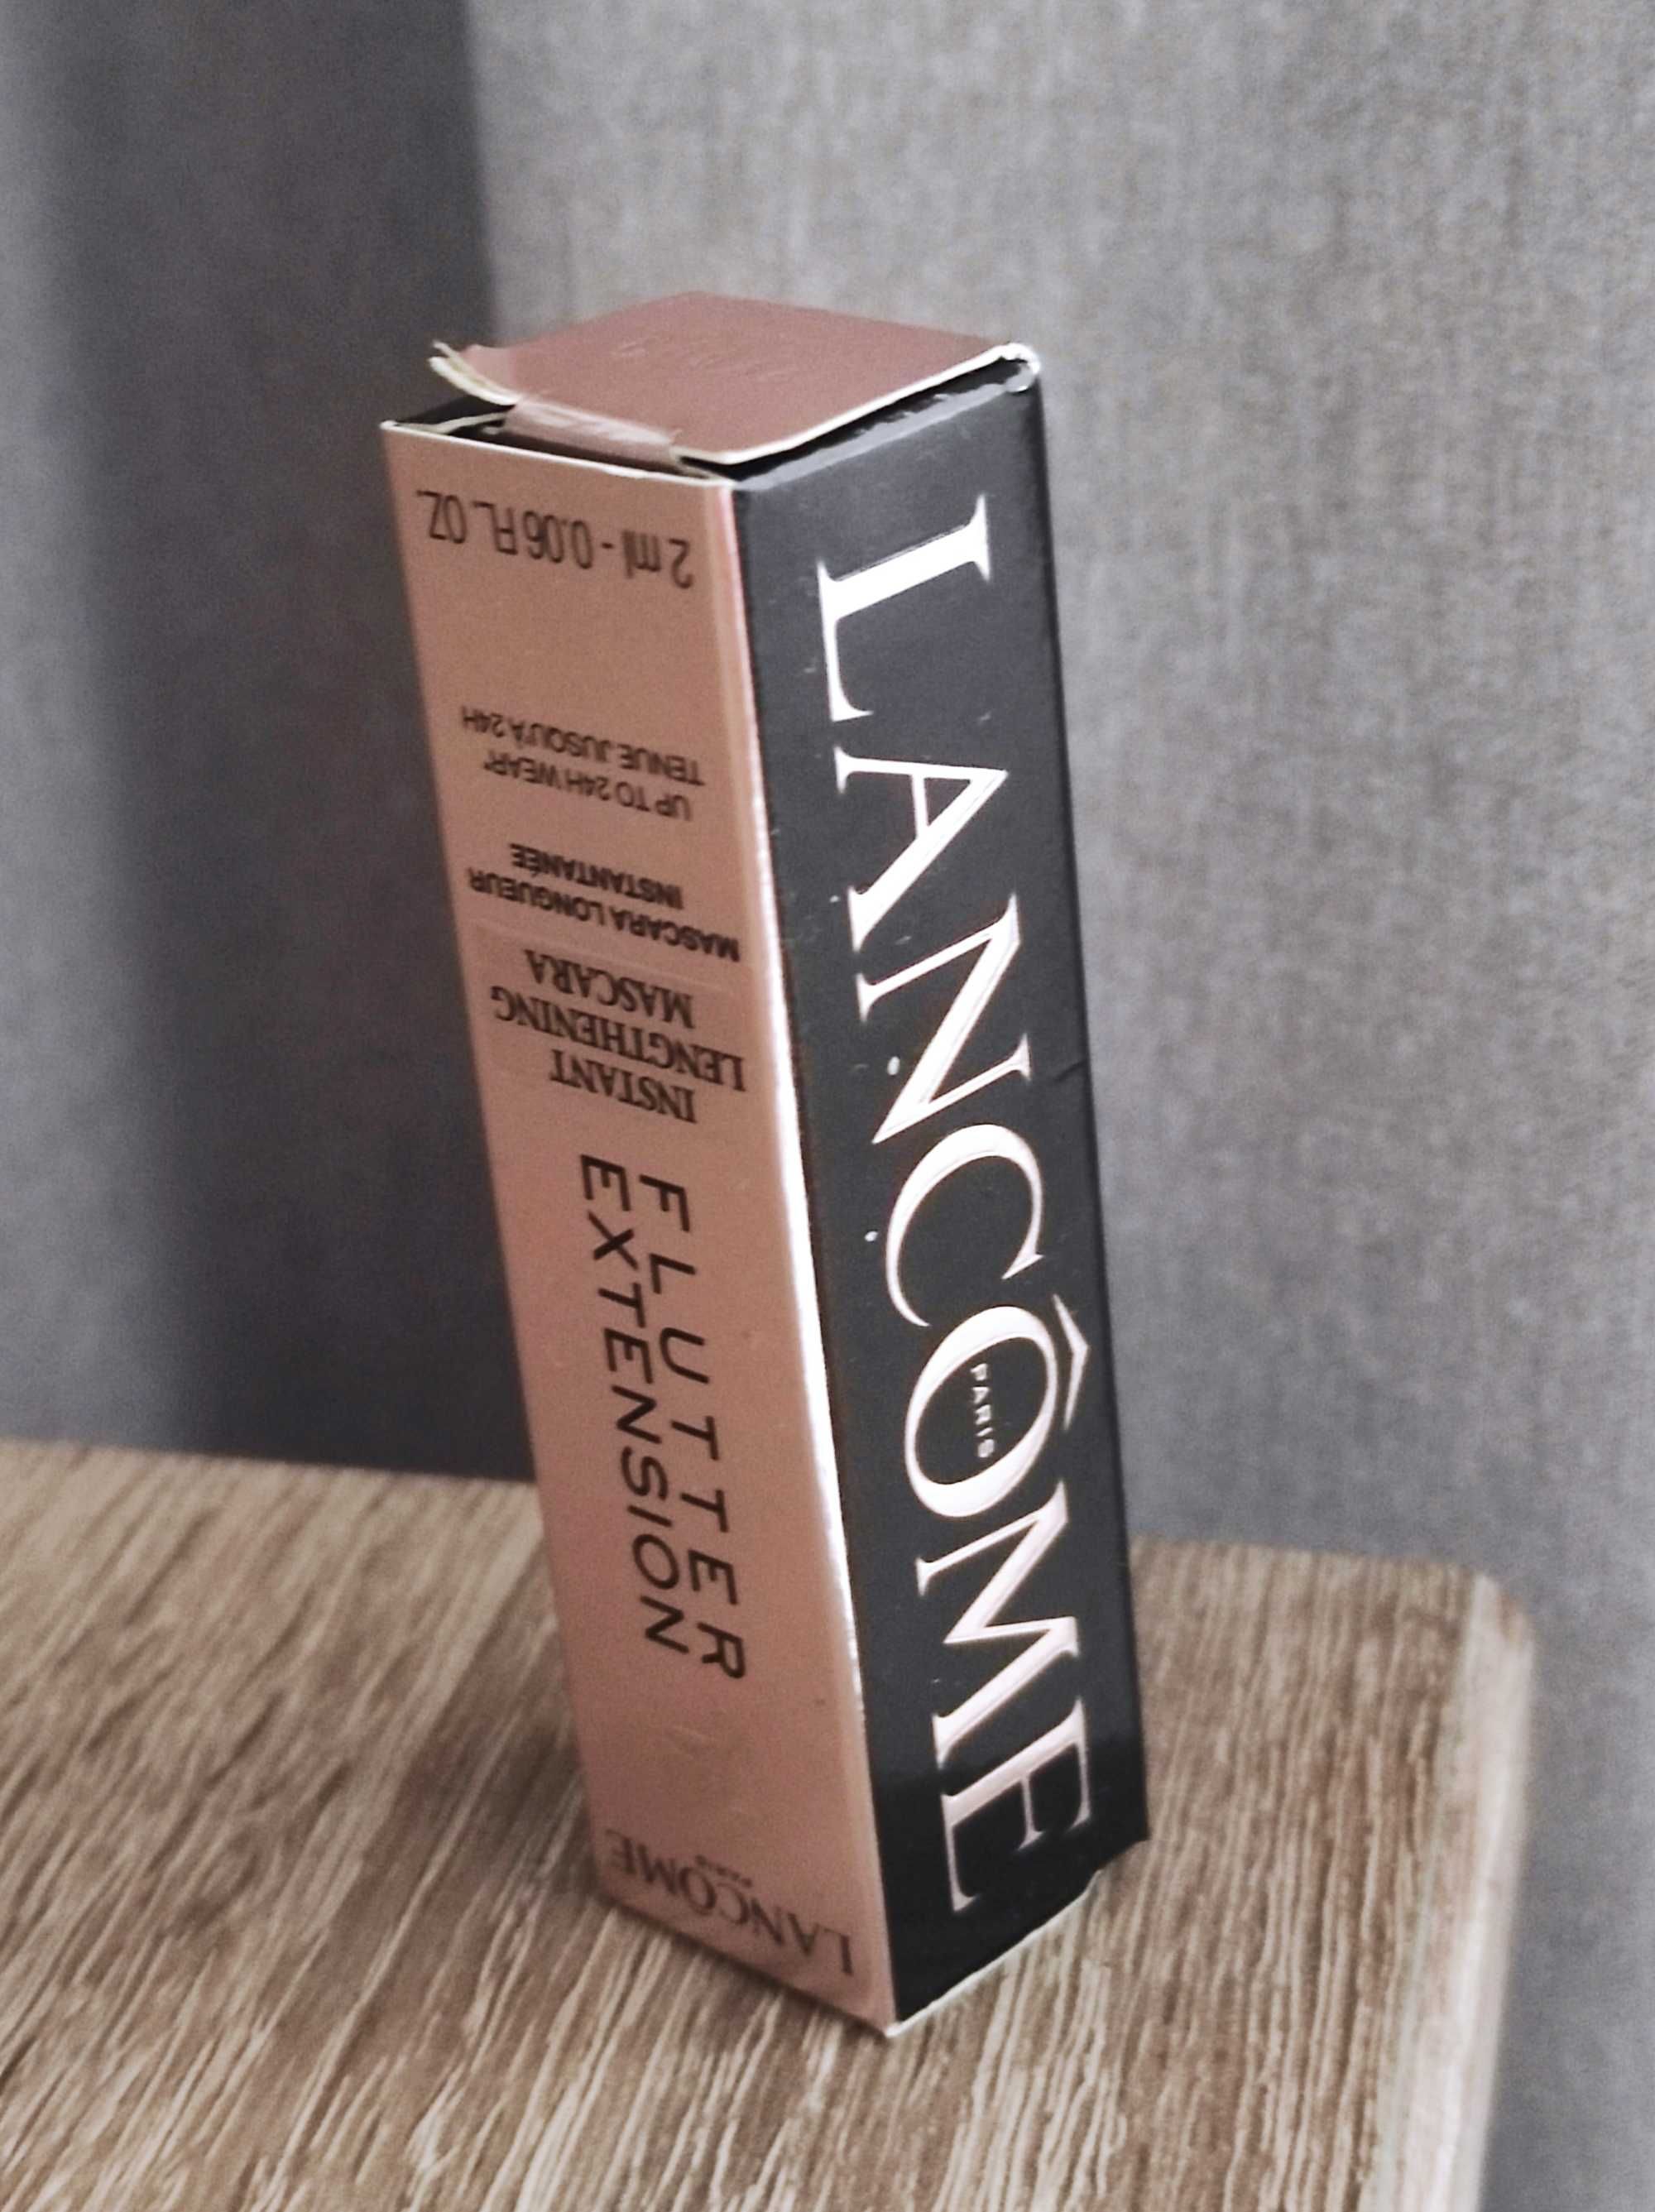 LANCÔME
PARIS
FLUTTER
EXTENSION
INSTANT
LENGTHENING
MASCARA
MASCARA LONGUEUR
INSTANTANÉE
UP TO 24H WEAR*
TENUE JUSQU'À 24H
2 ml - 0.06 FL. OZ.
LANCÔME
PARIS